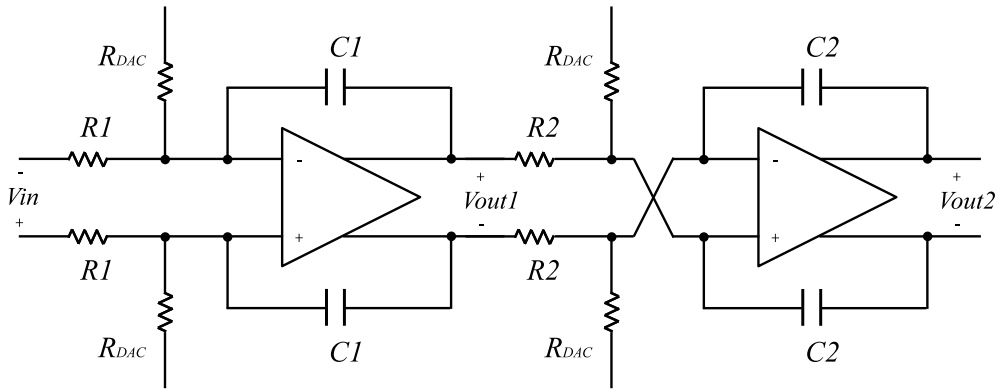 C1
C2
RDAC
RDAC
R1
R2
-
-
-
+
+
Vin
Vout1
Vout2
+
-
-
+
+
R1
R2
RDAC
RDAC
C1
C2